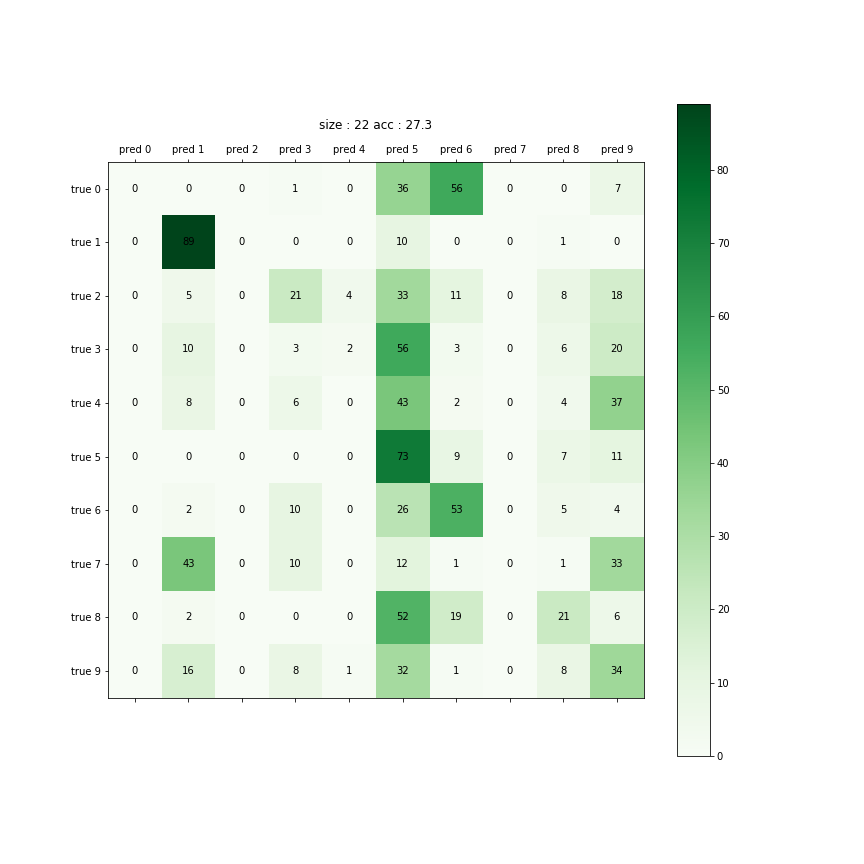 size : 22 acc : 27.3
pred 0 pred 1 pred 2 pred 3 pred 4 pred 5 pred 6 pred 7 pred 8 pred 9
true 0 0 0 0 1 0 36 56 0 0 7
true 1 0 89 0 0 0 10 0 0 1 0
true 2 0 5 0 21 4 33 11 0 8 18
true 3 0 10 0 3 2 56 3 0 6 20
true 4 0 8 0 6 0 43 2 0 4 37
true 5 0 0 0 0 0 73 9 0 7 11
true 6 0 2 0 10 0 26 53 0 5 4
true 7 0 43 0 10 0 12 1 0 1 33
true 8 0 2 0 0 0 52 19 0 21 6
true 9 0 16 0 8 1 32 1 0 8 34
80
70
60
50
40
30
20
10
0